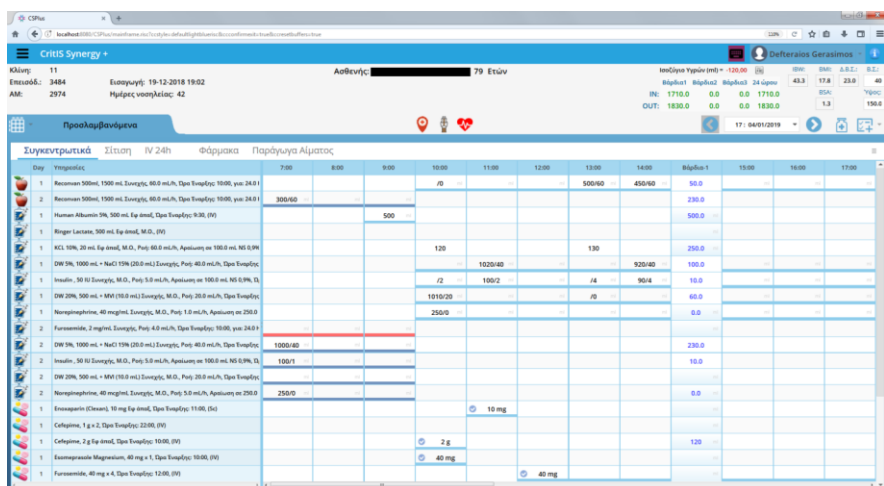 CSPlus
localhost:8080/CSPlus/mainframe.no?cs:style=defaultlightblueroc&cs:confirmed=true&cs:resetbuffers=true
CritIS Synergy +
Defteraios Gerasimos
Κλίνη: 11
Ασθενής: 79 Ετών
Ισοζύγιο Υγρών (ml) = -120,00
IBW: BMI: Δ.Β.Σ.: Β.Σ.:
Επεισόδ.: 3484 Εισαγωγή: 19-12-2018 19:02
Βάρδια1 Βάρδια2 Βάρδια3 24 ώρου
43.3 17.8 23.0 40
ΑΜ: 2974 Ημέρες νοσηλείας: 42
IN: 1710.0 0.0 0.0 1710.0
BSA: Ύψος:
OUT: 1830.0 0.0 0.0 1830.0
1.3 150.0
Προσλαμβανόμενα
17 : 04/01/2019
Συγκεντρωτικά Σίτιση IV 24h Φάρμακα Παράγωγα Αίματος
Day Υπηρεσίες 7:00 8:00 9:00 10:00 11:00 12:00 13:00 14:00 Βάρδια-1 15:00 16:00 17:00
1 Reconvan 500ml, 1500 mL Συνεχής, 60.0 mL/h, Ώρα Έναρξης: 10:00, για: 24.0 /0 500/60 450/60 50.0
2 Reconvan 500ml, 1500 mL Συνεχής, 60.0 mL/h, Ώρα Έναρξης: 10:00, για: 24.0 300/60 230.0
1 Human Albumin 5%, 500 mL Εφ άπαξ, Ώρα Έναρξης: 9:30, (IV) 500 500.0
1 Ringer Lactate, 500 mL Εφ άπαξ, Μ.Ο., (IV)
1 KCL 10%, 20 mL Εφ άπαξ, Μ.Ο., Ροή: 60.0 mL/h, Αραίωση σε 100.0 mL NS 0,9% 120 130 250.0
1 DW 5%, 1000 mL + NaCl 15% (20.0 mL) Συνεχής, Μ.Ο., Ροή: 40.0 mL/h, Ώρα Έναρξης 1020/40 920/40 100.0
1 Insulin , 50 IU Συνεχής, Μ.Ο., Ροή: 5.0 mL/h, Αραίωση σε 100.0 mL NS 0,9%, Ώ /2 100/2 /4 90/4 10.0
1 DW 20%, 500 mL + MVI (10.0 mL) Συνεχής, Μ.Ο., Ροή: 20.0 mL/h, Ώρα Έναρξης 1010/20 /0 60.0
1 Norepinephrine, 40 mcg/mL Συνεχής, Μ.Ο., Ροή: 1.0 mL/h, Αραίωση σε 250.0 250/0 0.0
2 Furosemide, 2 mg/mL Συνεχής, Ροή: 4.0 mL/h, Ώρα Έναρξης: 10:00, για: 24.0
2 DW 5%, 1000 mL + NaCl 15% (20.0 mL) Συνεχής, Μ.Ο., Ροή: 40.0 mL/h, Ώρα Έναρξης 1000/40 230.0
2 Insulin , 50 IU Συνεχής, Μ.Ο., Ροή: 5.0 mL/h, Αραίωση σε 100.0 mL NS 0,9%, Ώ 100/1 10.0
2 DW 20%, 500 mL + MVI (10.0 mL) Συνεχής, Μ.Ο., Ροή: 20.0 mL/h, Ώρα Έναρξης
2 Norepinephrine, 40 mcg/mL Συνεχής, Μ.Ο., Ροή: 5.0 mL/h, Αραίωση σε 250.0 250/0 0.0
1 Enoxaparin (Clexan), 10 mg Εφ άπαξ, Ώρα Έναρξης: 11:00, (Sc) 10 mg
1 Cefepime, 1 g x 2, Ώρα Έναρξης: 22:00, (IV)
1 Cefepime, 2 g Εφ άπαξ, Ώρα Έναρξης: 10:00, (IV) 2 g 120
1 Esomeprazole Magnesium, 40 mg x 1, Ώρα Έναρξης: 10:00, (IV) 40 mg
1 Furosemide, 40 mg x 4, Ώρα Έναρξης: 12:00, (IV) 40 mg